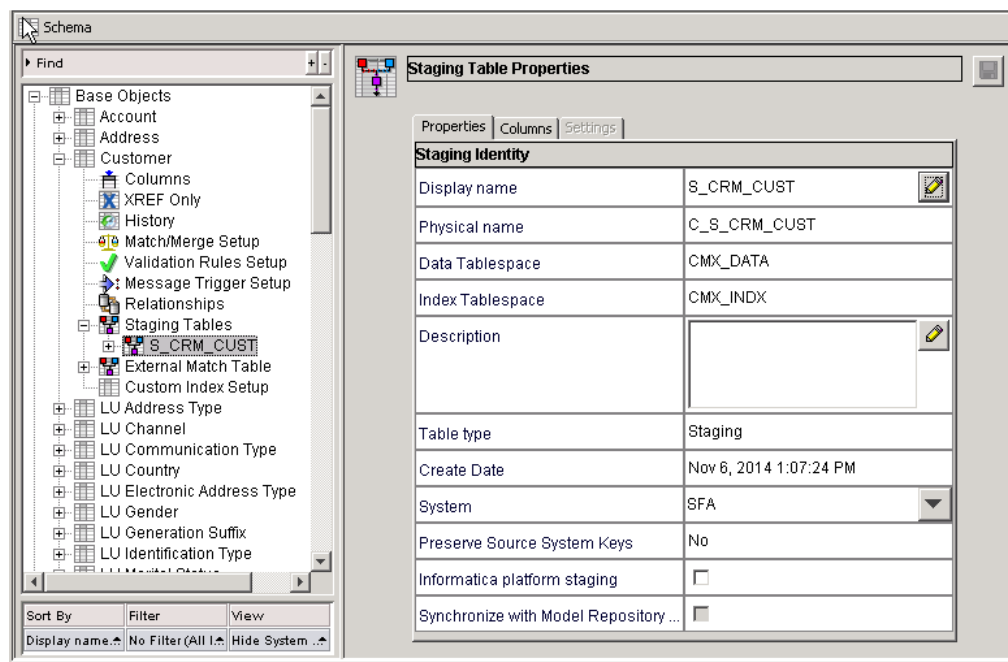 Schema
Find
+ -
Base Objects
Account
Address
Customer
Columns
XREF Only
History
Match/Merge Setup
Validation Rules Setup
Message Trigger Setup
Relationships
Staging Tables
S_CRM_CUST
External Match Table
Custom Index Setup
LU Address Type
LU Channel
LU Communication Type
LU Country
LU Electronic Address Type
LU Gender
LU Generation Suffix
LU Identification Type
Sort By Filter View
Display name. No Filter (All I. Hide System ..
Staging Table Properties
Properties Columns Settings
Staging Identity
Display name S_CRM_CUST
Physical name C_S_CRM_CUST
Data Tablespace CMX_DATA
Index Tablespace CMX_INDX
Description
Table type Staging
Create Date Nov 6, 2014 1:07:24 PM
System SFA
Preserve Source System Keys No
Informatica platform staging
Synchronize with Model Repository ...